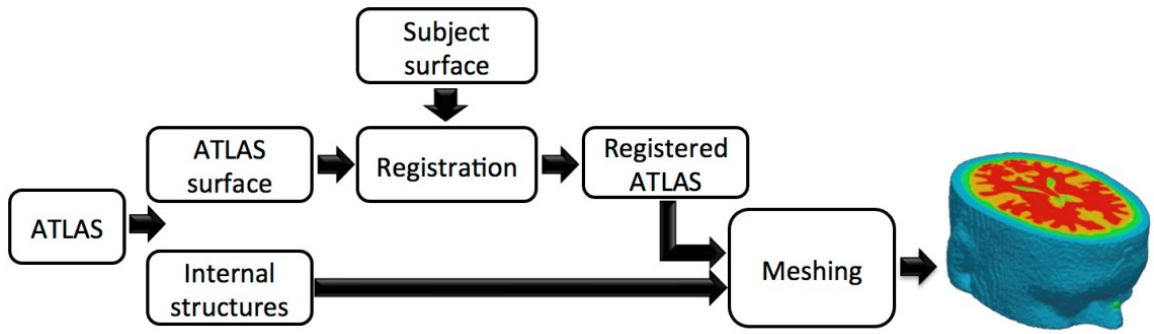 Subject
surface
ATLAS
surface
Registration
Registered
ATLAS
ATLAS
Internal
structures
Meshing